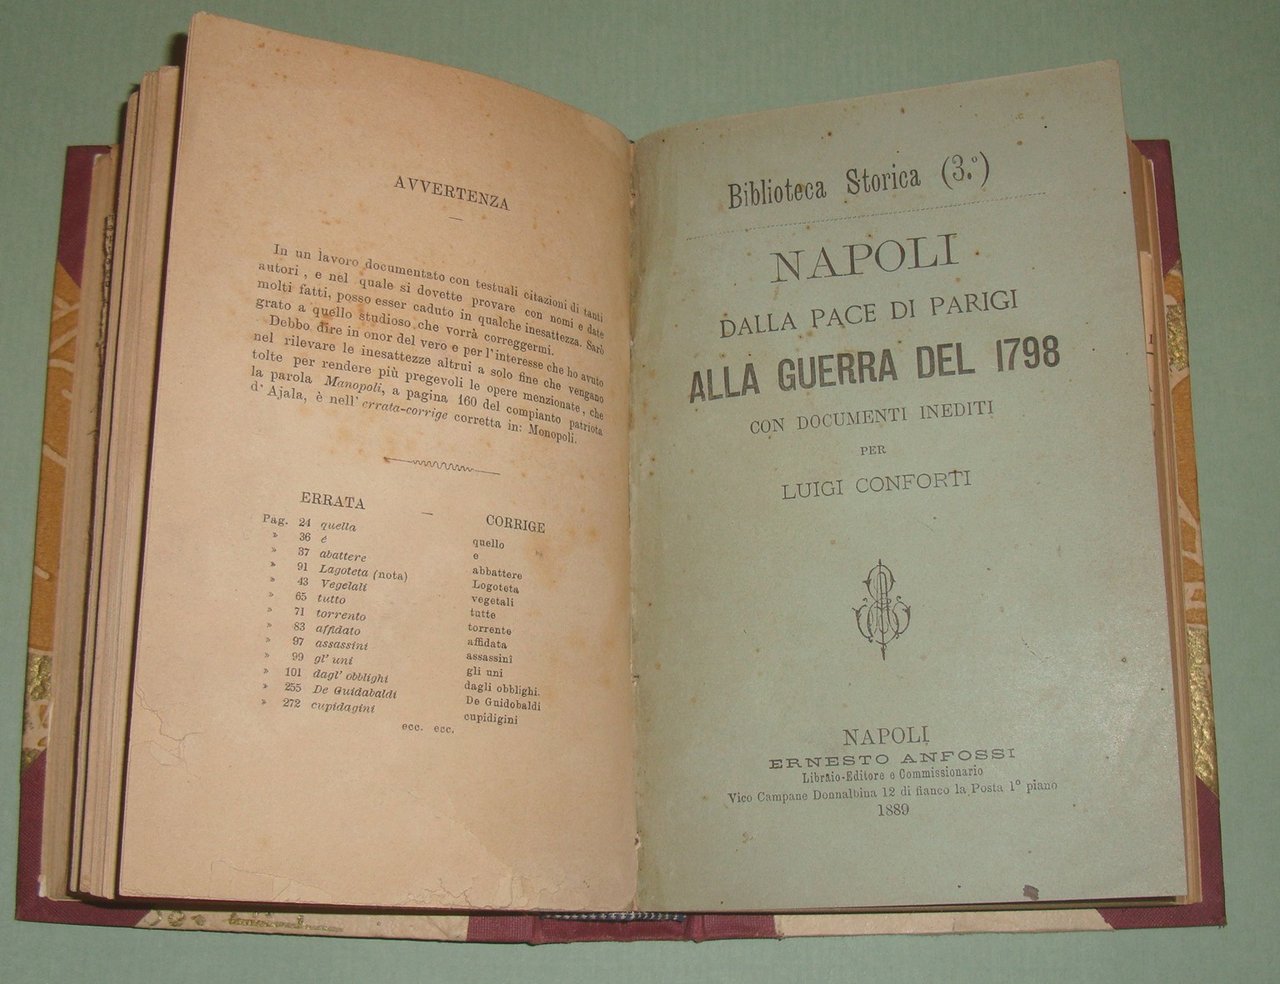 AVVERTENZA
In un lavoro documentato con testuali citazioni di tanti
autori, e nel quale si dovette provare con nomi e date
molti fatti, posso esser caduto in qualche inesattezza. Sarò
grato a quello studioso che vorrà correggermi.
Debbo dire in onor del vero e per l'interesse che ho avuto
nel rilevare le inesattezze altrui a solo fine che vengano
tolte per rendere più pregevoli le opere menzionate, che
la parola Manopoli, a pagina 160 del compianto patriota
d'Ajala, è nell'errata-corrige corretta in: Monopoli.
ERRATA — CORRIGE
Pag. 24 quella quello
» 36 é e
» 37 abattere abbattere
» 91 Lagoteta (nota) Logoteta
» 43 Vegelali vegetali
» 65 tutto tutte
» 71 torrento torrente
» 83 affidato affidata
» 97 assassini assassinî
» 99 gl'uni gli uni
» 101 dagl'obblighi dagli obblighi.
» 255 De Guidabaldi De Guidobaldi
» 272 cupidagini cupidigini
ecc. ecc.
Biblioteca Storica (3.°)
NAPOLI
DALLA PACE DI PARIGI
ALLA GUERRA DEL 1798
CON DOCUMENTI INEDITI
PER
LUIGI CONFORTI
NAPOLI
ERNESTO ANFOSSI
Libraio-Editore e Commissionario
Vico Campane Donnalbina 12 di fianco la Posta 1° piano
1889